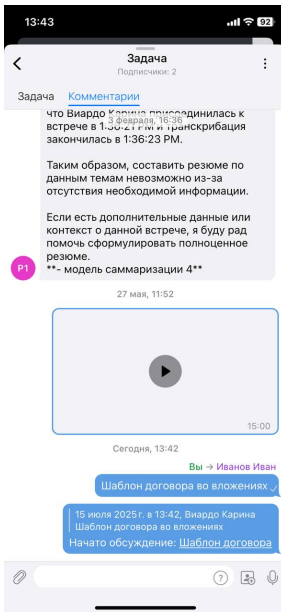 13:43
92
Задача
Подписчики: 2
Задача Комментарии
что Виардо Карина присоединилась к
3 февраля, 16:36
встрече в 1:30:21 PM и транскрибация
закончилась в 1:36:23 PM.
Таким образом, составить резюме по
данным темам невозможно из-за
отсутствия необходимой информации.
Если есть дополнительные данные или
контекст о данной встрече, я буду рад
помочь сформулировать полноценное
резюме.
**- модель саммаризации 4**
P1
27 мая, 11:52
15:00
Сегодня, 13:42
Вы → Иванов Иван
Шаблон договора во вложениях
15 июля 2025 г. в 13:42, Виардо Карина
Шаблон договора во вложениях
Начато обсуждение: Шаблон договора
?